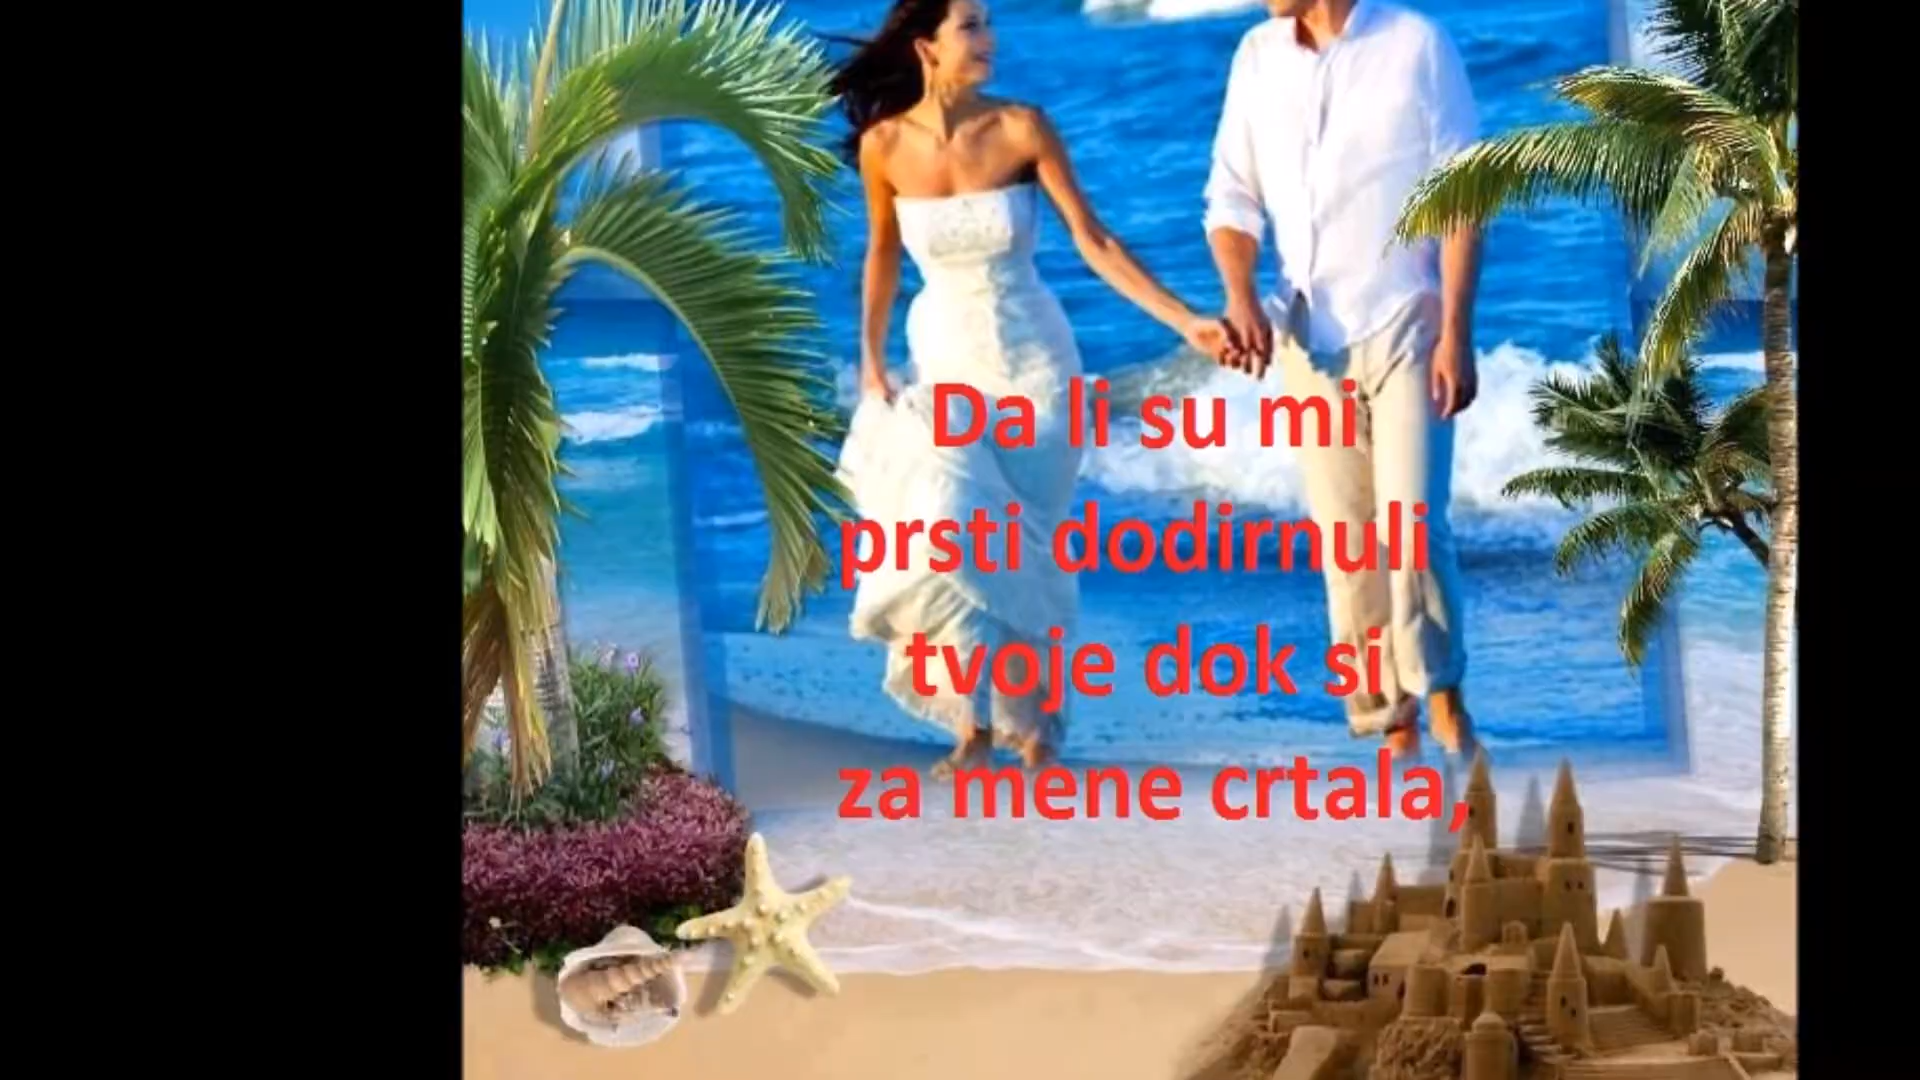 Da li su mi
prsti dodirnuli
tvoje dok si
za mene crtala,